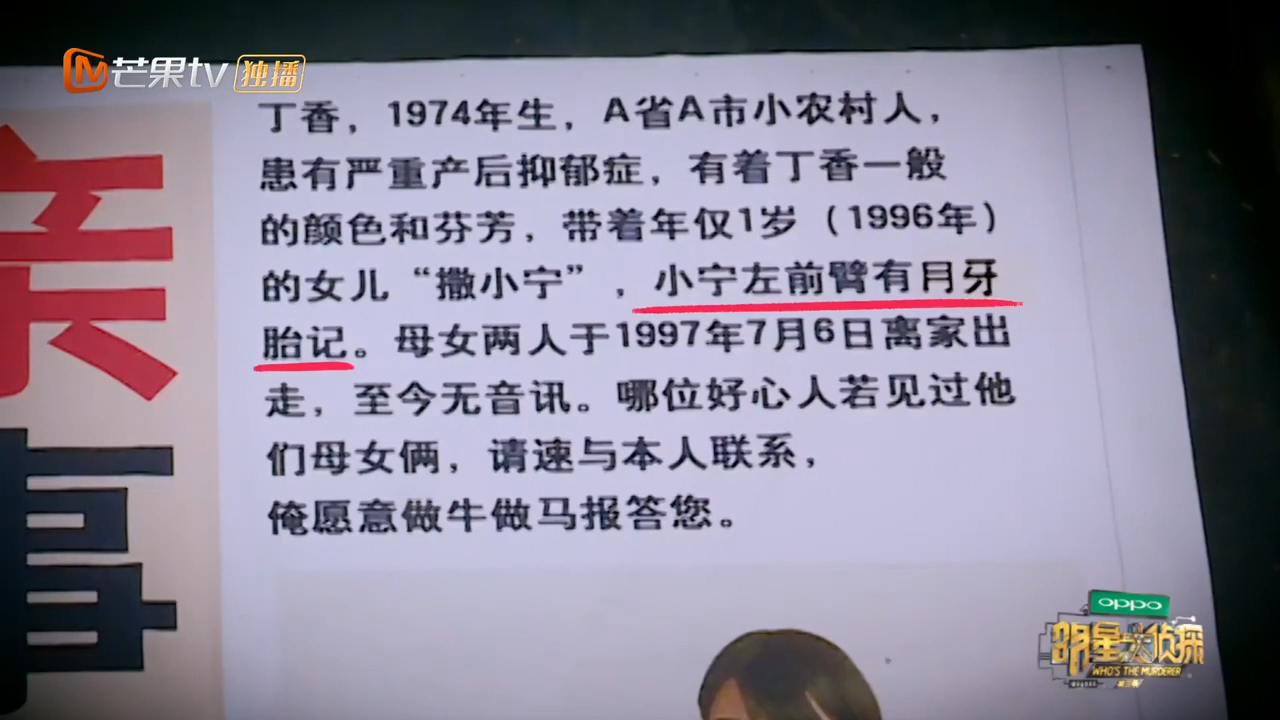 芒果tv 独播
亲
丁香，1974年生，A省A市小农村人，
患有严重产后抑郁症，有着丁香一般
的颜色和芬芳，带着年仅1岁（1996年）
的女儿“撒小宁”，小宁左前臂有月牙
胎记。母女两人于1997年7月6日离家出
走，至今无音讯。哪位好心人若见过他
们母女俩，请速与本人联系，
俺愿意做牛做马报答您。
oppo
明星大侦探
WHO'S THE MURDERER